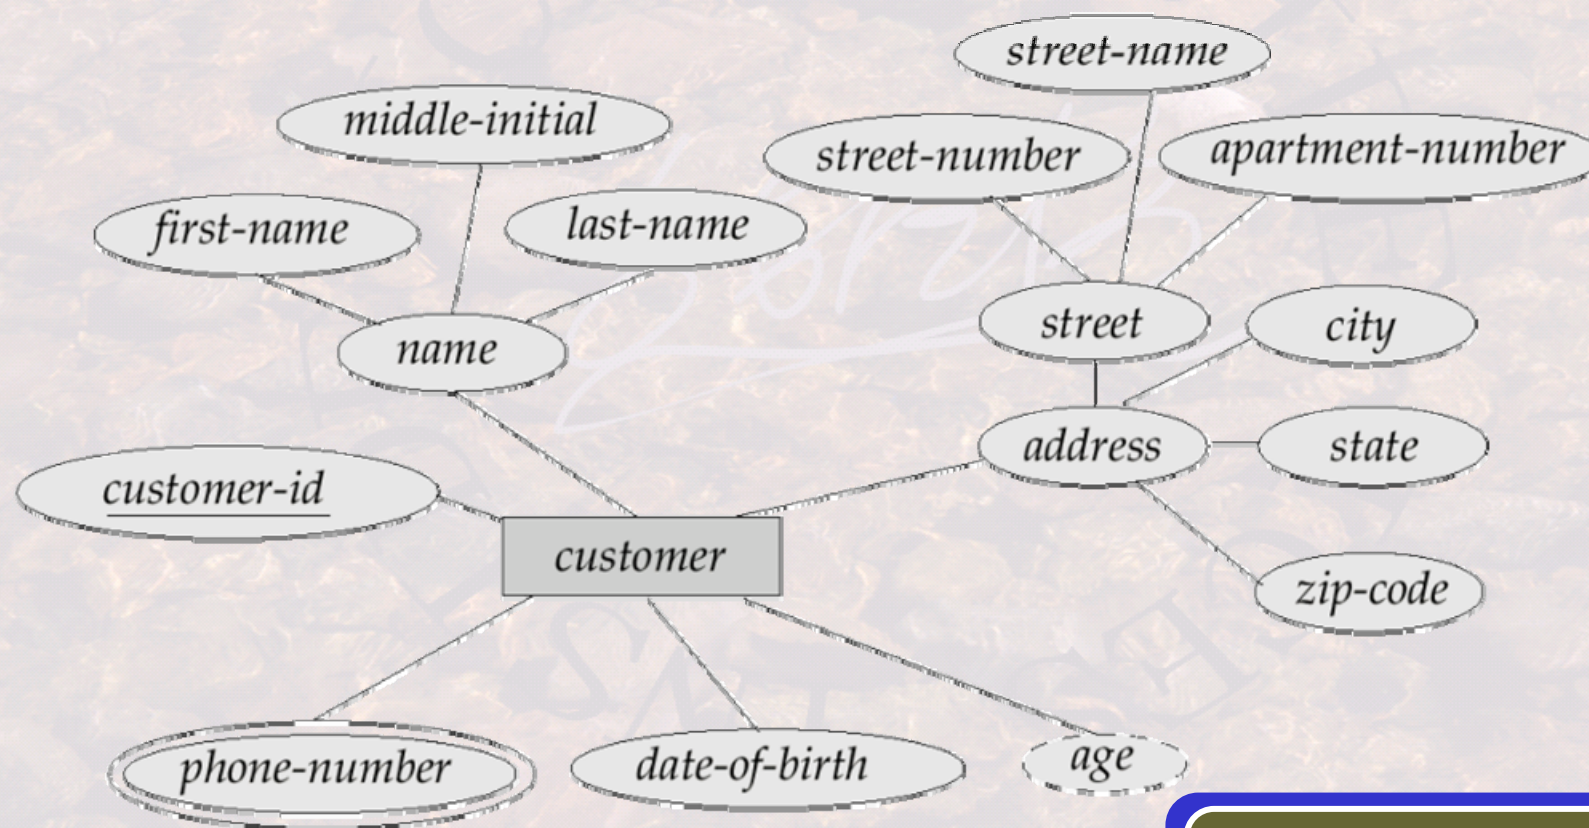 street-name
middle-initial
street-number
apartment-number
first-name
last-name
street
city
name
address
state
customer-id
customer
zip-code
phone-number
date-of-birth
age